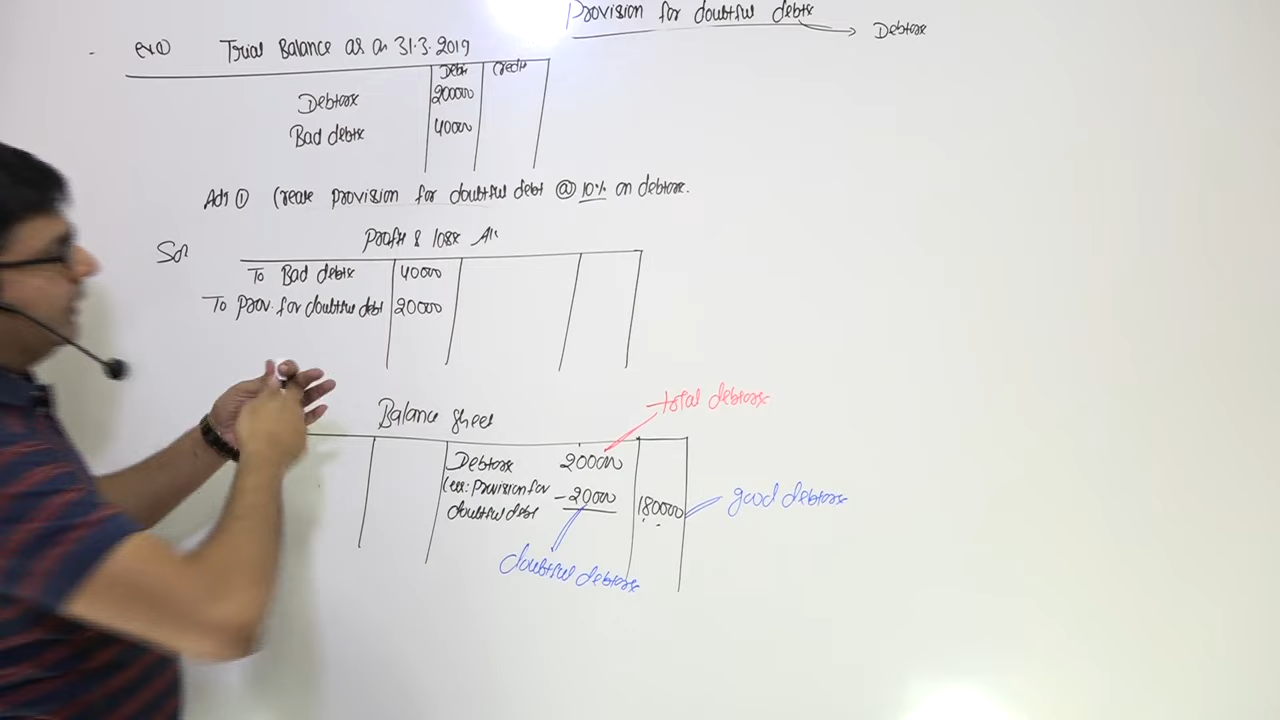 Provision for doubtful debts → Debtors
ex① Trial Balance as on 31.3.2019
Debit Credit
Debtors 200000
Bad debts 40000
Adj ① Create provision for doubtful debt @ 10% on debtors.
Sol Profit & loss A/c
To Bad debts 40000
To Prov. for doubtful debt 20000
Balance Sheet
total debtors
Debtors 200000
Less: provision for -20000 180000
doubtful debt
good debtors
doubtful debtors